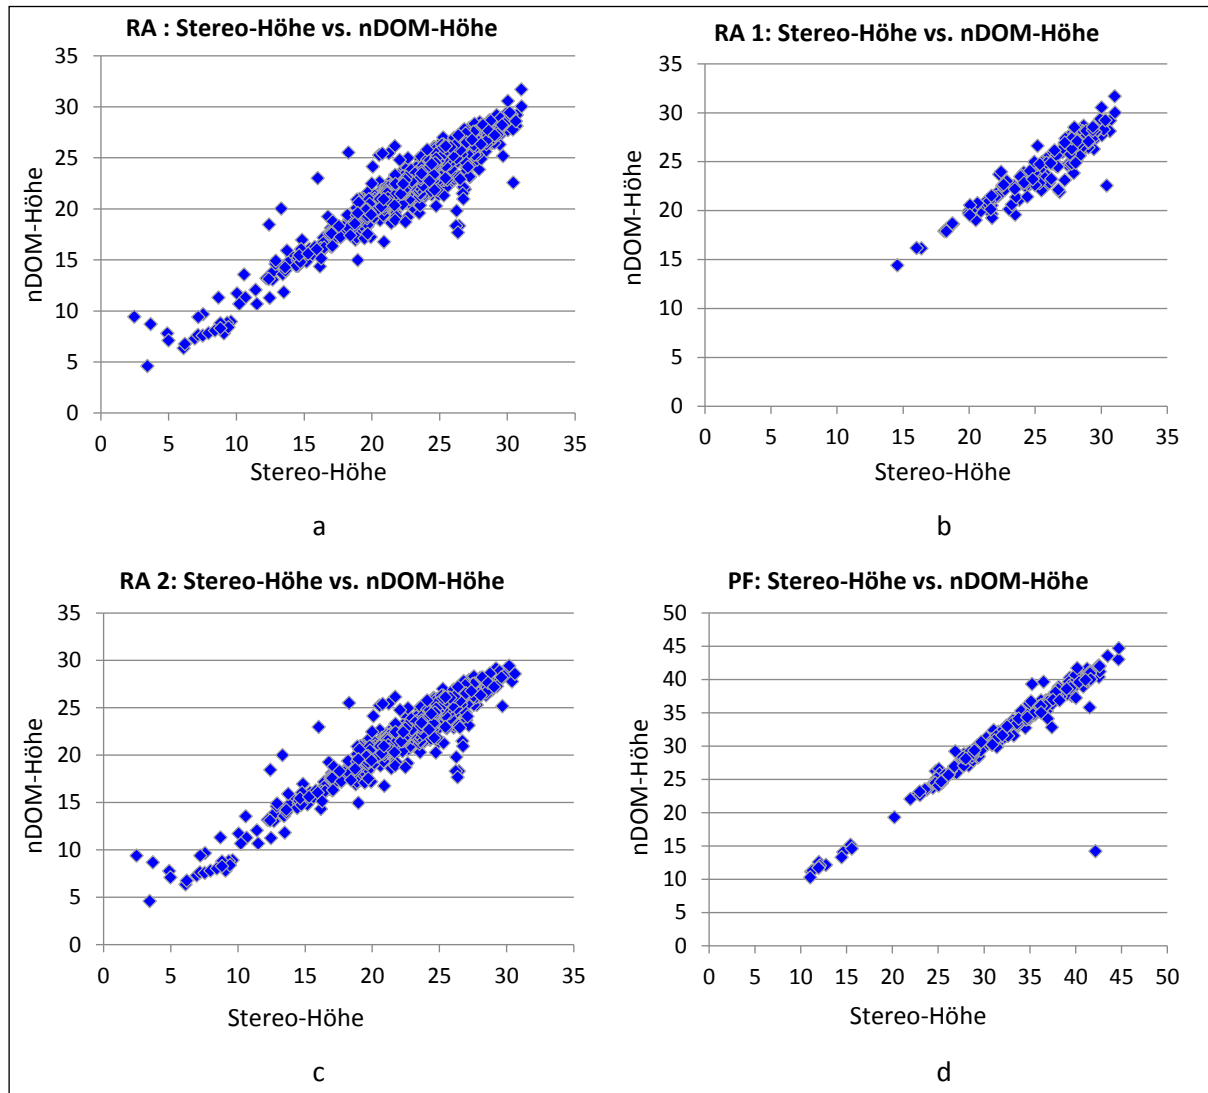 RA : Stereo-Höhe vs. nDOM-Höhe
35
30
25
20
15
10
5
0
nDOM-Höhe
0 5 10 15 20 25 30 35
Stereo-Höhe
a
RA 1: Stereo-Höhe vs. nDOM-Höhe
35
30
25
20
15
10
5
0
nDOM-Höhe
0 5 10 15 20 25 30 35
Stereo-Höhe
b
RA 2: Stereo-Höhe vs. nDOM-Höhe
35
30
25
20
15
10
5
0
nDOM-Höhe
0 5 10 15 20 25 30 35
Stereo-Höhe
c
PF: Stereo-Höhe vs. nDOM-Höhe
50
45
40
35
30
25
20
15
10
5
0
nDOM-Höhe
0 5 10 15 20 25 30 35 40 45 50
Stereo-Höhe
d